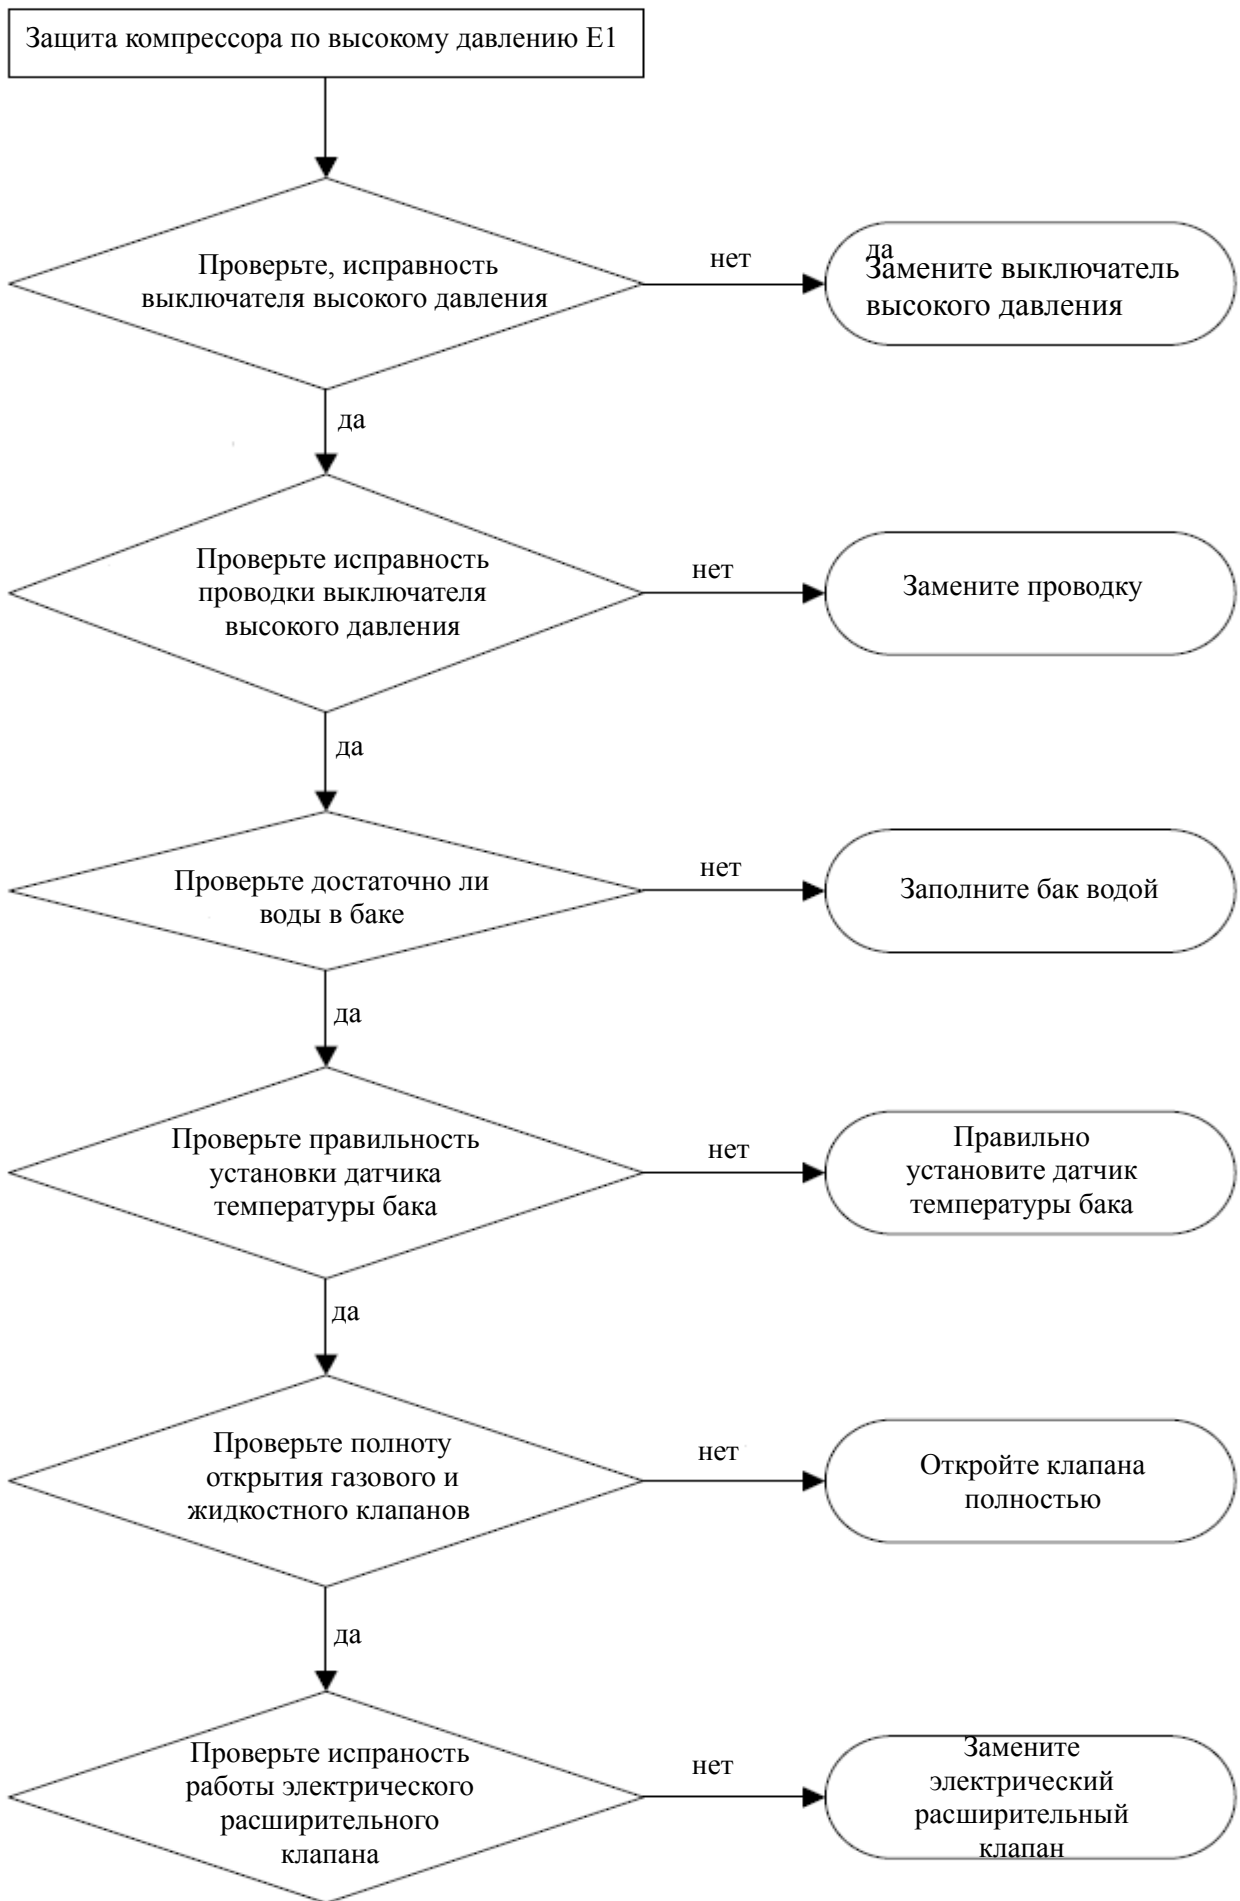 Защита компрессора по высокому давлению E1
Проверьте, исправность
выключателя высокого давления
нет
да
Замените выключатель
высокого давления
да
Проверьте исправность
проводки выключателя
высокого давления
нет
Замените проводку
да
Проверьте достаточно ли
воды в баке
нет
Заполните бак водой
да
Проверьте правильность
установки датчика
температуры бака
нет
Правильно
установите датчик
температуры бака
да
Проверьте полноту
открытия газового и
жидкостного клапанов
нет
Откройте клапана
полностью
да
Проверьте испраность
работы электрического
расширительного
клапана
нет
Замените
электрический
расширительный
клапан